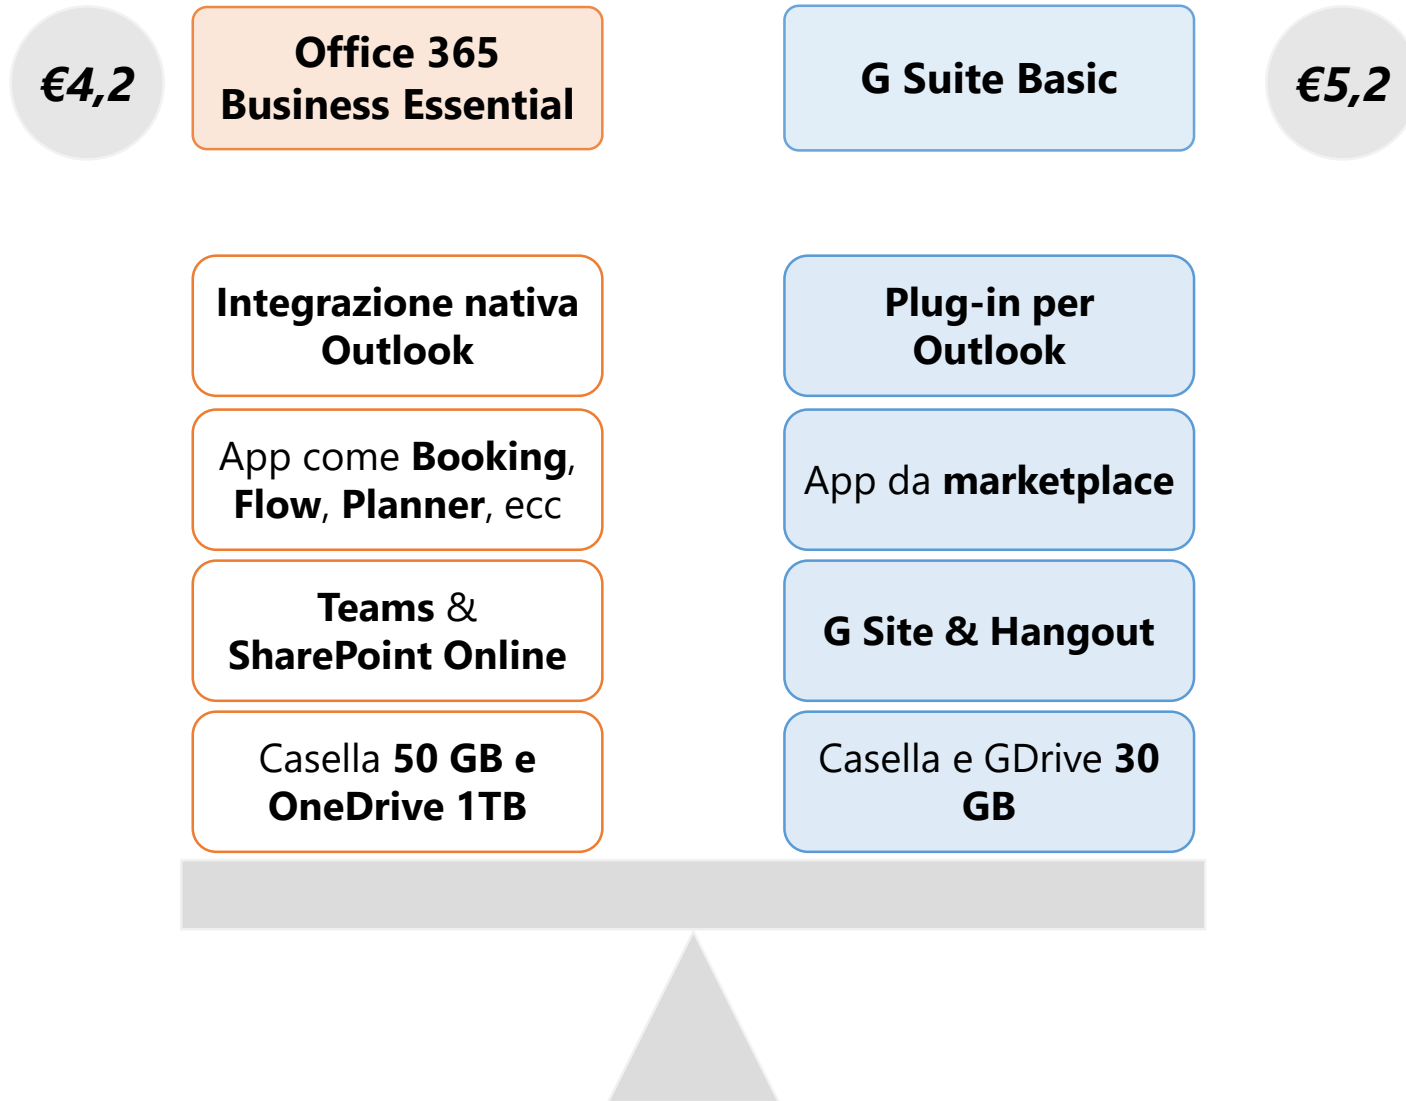 €4,2
Office 365
Business Essential
G Suite Basic
€5,2
Integrazione nativa
Outlook
Plug-in per
Outlook
App come Booking,
Flow, Planner, ecc
App da marketplace
Teams &
SharePoint Online
G Site & Hangout
Casella 50 GB e
OneDrive 1TB
Casella e GDrive 30
GB